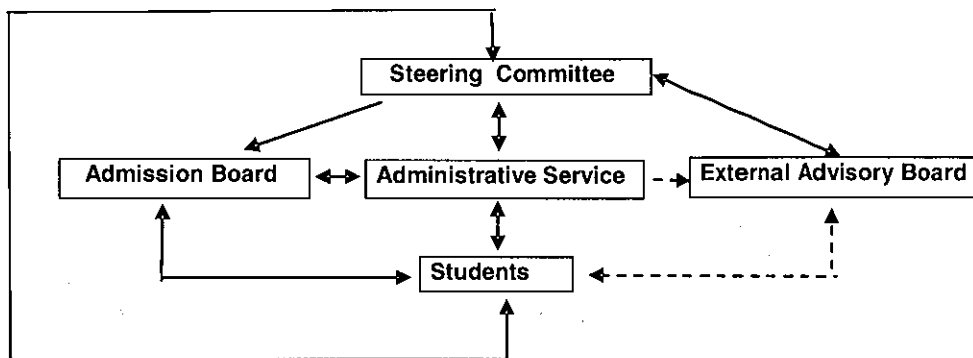 Steering Committee
Admission Board
Administrative Service
External Advisory Board
Students